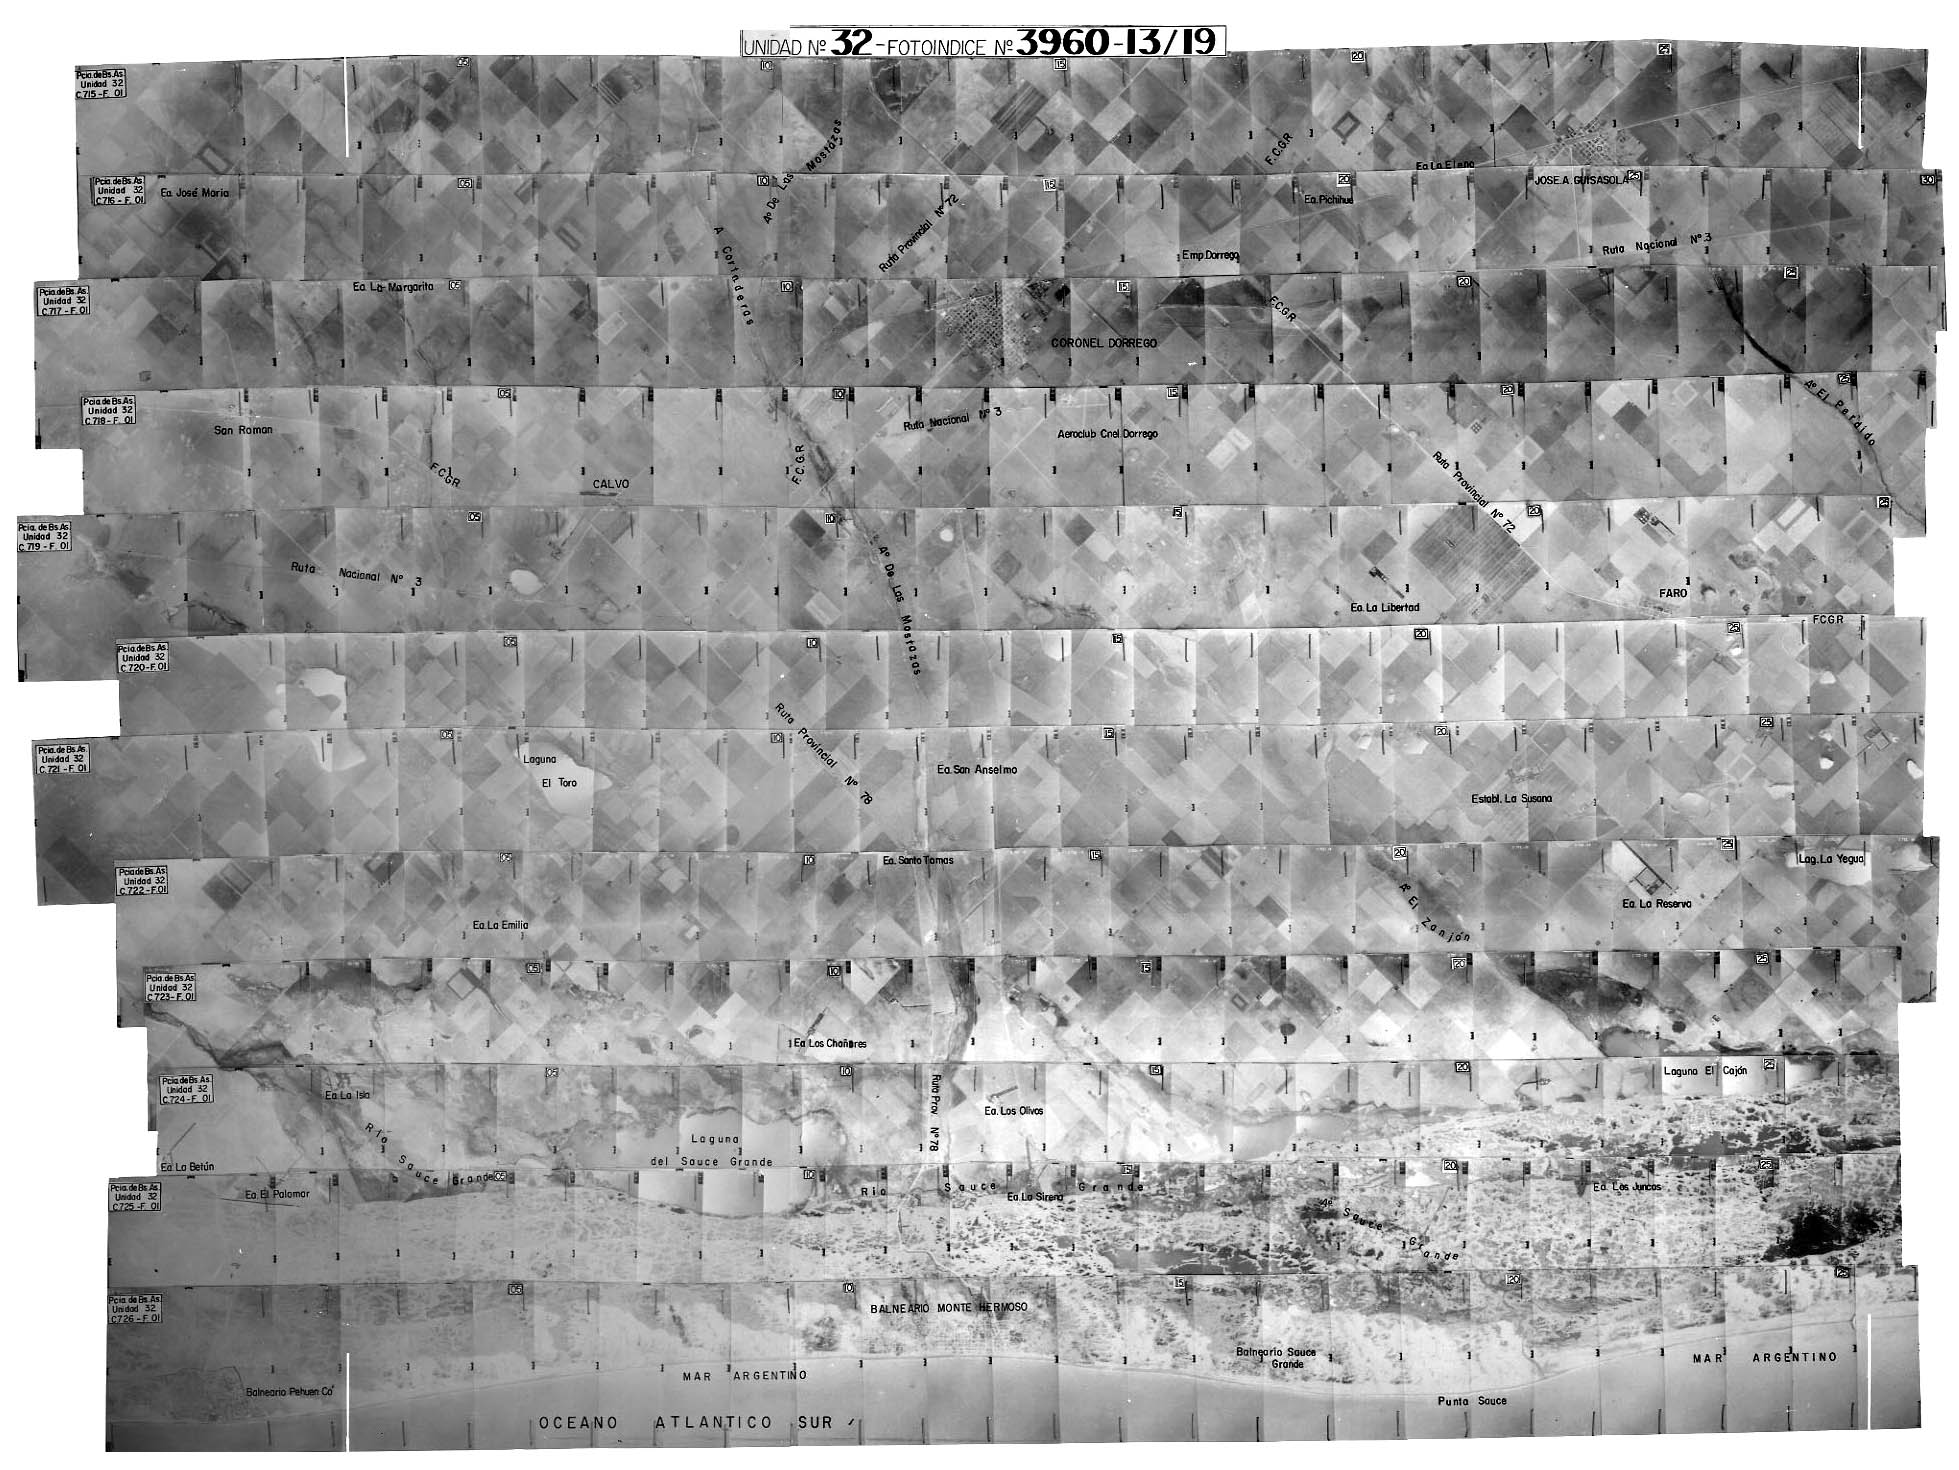 UNIDAD Nº 32 - FOTOINDICE Nº 3960-13/19
Pcia.de Bs.As.
Unidad 32
C.715 - F. 01
05
10
15
20
25
Aº De Las Mostazas
F.C.G.R
Ea La Elena
Pcia.de Bs.As.
Unidad 32
C716 - F. 01
Ea. José Maria
05
10
15
20
25
30
JOSE.A.GUISASOLA
Ea.Pichihue
A Cortaderas
Ruta Provincial Nº 72
Emp.Dorrego
Ruta Nacional Nº 3
Pcia.de Bs.As.
Unidad 32
C.717 - F. 01
Ea. La Margarita
05
10
15
20
25
F.C.G.R
CORONEL DORREGO
Pcia.de Bs.As.
Unidad 32
C.718 - F. 01
05
10
15
20
25
Aº El Perdido
San Roman
Ruta Nacional Nº 3
Aeroclub Cnel.Dorrego
F.C.G.R
F.C.G.R
CALVO
Ruta Provincial Nº 72
Pcia. de Bs.As.
Unidad 32
C 719 - F. 01
05
10
15
20
25
Ruta Nacional Nº 3
Aº De Las Mostazas
Ea. La Libertad
FARO
FCGR
Pcia.de Bs.As.
Unidad 32
C.720 - F. 01
05
10
15
20
25
Ruta Provincial Nº 78
Pcia.de Bs.As.
Unidad 32
C.721 - F. 01
05
10
15
20
25
Laguna
El Toro
Ea.San Anselmo
Establ. La Susana
Pcia.de Bs.As.
Unidad 32
C.722 - F.01
05
10
15
20
25
Ea. Santo Tomas
Lag. La Yegua
Aº El Zanjón
Ea. La Reserva
Ea.La Emilia
Pcia.de Bs.As
Unidad 32
C.723 - F. 01
05
10
15
20
25
Ea Los Chañares
Pcia.de Bs.As.
Unidad 32
C.724 - F. 01
05
10
15
20
25
Laguna El Cajón
Ea La Isla
Ruta Prov. Nº 78
Ea. Los Olivos
Río Sauce Grande
Laguna
del Sauce Grande
Ea La Betún
Pcia.de Bs.As.
Unidad 32
C725 - F. 01
05
10
15
20
25
Ea.El Palomar
Río Sauce Grande
Ea La Sirena
Ea. Los Juncos
Aº Sauce Grande
Pcia de Bs.As.
Unidad 32
C726 - F 01
05
10
15
20
25
BALNEARIO MONTE HERMOSO
Balneario Sauce
Grande
MAR ARGENTINO
MAR ARGENTINO
Balneario Pehuen Có
Punta Sauce
OCEANO ATLANTICO SUR